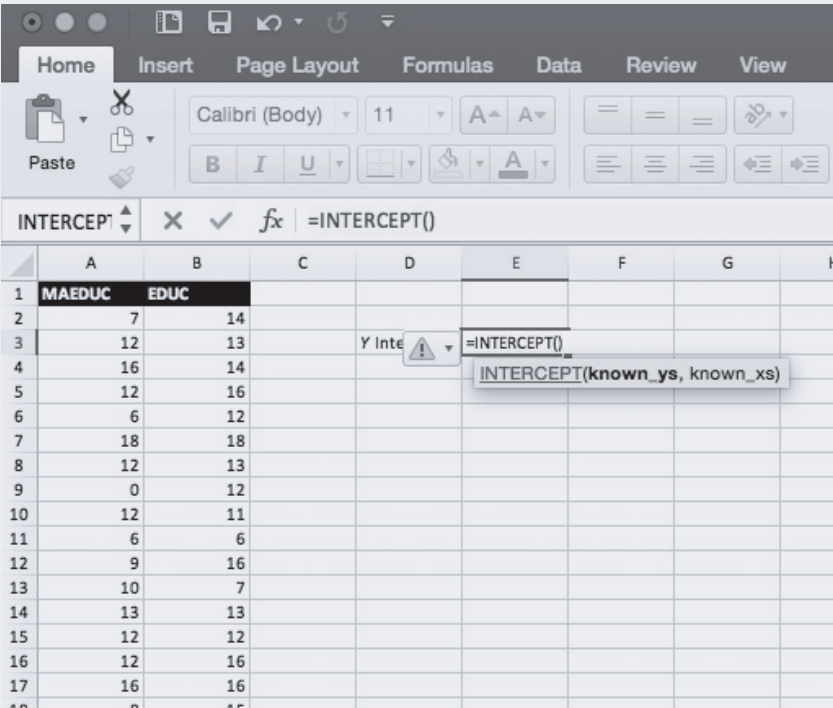 Home Insert Page Layout Formulas Data Review View
Calibri (Body) 11 A A
Paste B I U A
INTERCEPT fx =INTERCEPT()
A B C D E F G
1 MAEDUC EDUC
2 7 14
3 12 13 Y Inte =INTERCEPT()
4 16 14 INTERCEPT(known_ys, known_xs)
5 12 16
6 6 12
7 18 18
8 12 13
9 0 12
10 12 11
11 6 6
12 9 16
13 10 7
14 13 13
15 12 12
16 12 16
17 16 16